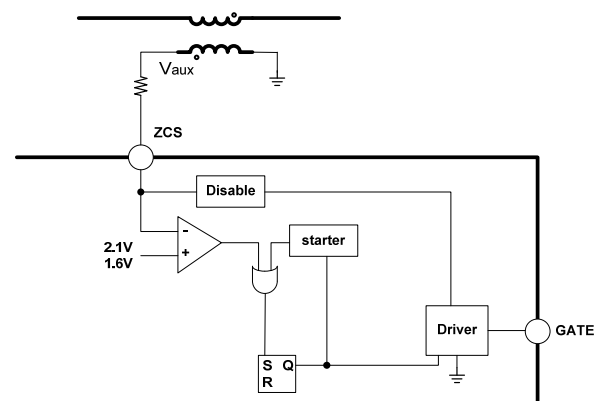 Vaux
ZCS
Disable
-
2.1V
1.6V
+
starter
Driver
GATE
S Q
R